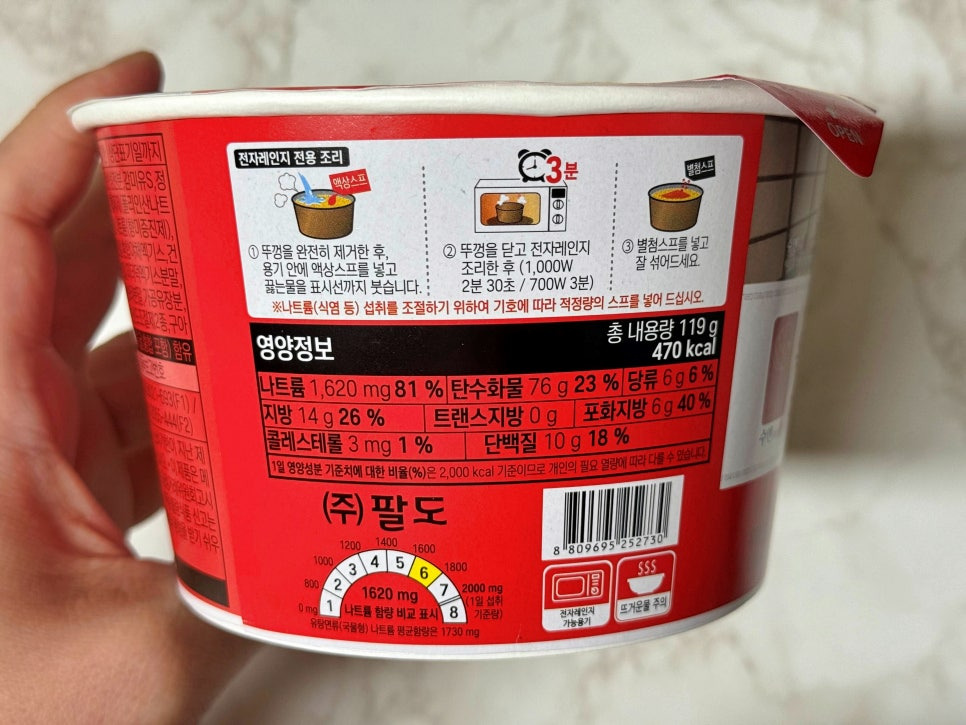 OPEN
전자레인지 전용 조리
액상스프
3분
별첨스프
① 뚜껑을 완전히 제거한 후,
용기 안에 액상스프를 넣고
끓는물을 표시선까지 붓습니다.
② 뚜껑을 닫고 전자레인지
조리한 후 (1,000W
2분 30초 / 700W 3분)
③ 별첨스프를 넣고
잘 섞어드세요.
※나트륨(식염 등) 섭취를 조절하기 위하여 기호에 따라 적정량의 스프를 넣어 드십시오.
영양정보
총 내용량 119 g
470 kcal
나트륨 1,620 mg 81 % 탄수화물 76 g 23 % 당류 6 g 6 %
지방 14 g 26 % 트랜스지방 0 g 포화지방 6 g 40 %
콜레스테롤 3 mg 1 % 단백질 10 g 18 %
1일 영양성분 기준치에 대한 비율(%)은 2,000 kcal 기준이므로 개인의 필요 열량에 따라 다를 수 있습니다.
(주) 팔도
0 mg 800 1000 1200 1400 1600 1800 2000 mg
(1일 섭취
기준량)
1 2 3 4 5 6 7 8
1620 mg
나트륨 함량 비교 표시
유탕면류(국물형) 나트륨 평균함량은 1730 mg
8 809695 252730
전자레인지
가능용기
뜨거운물 주의